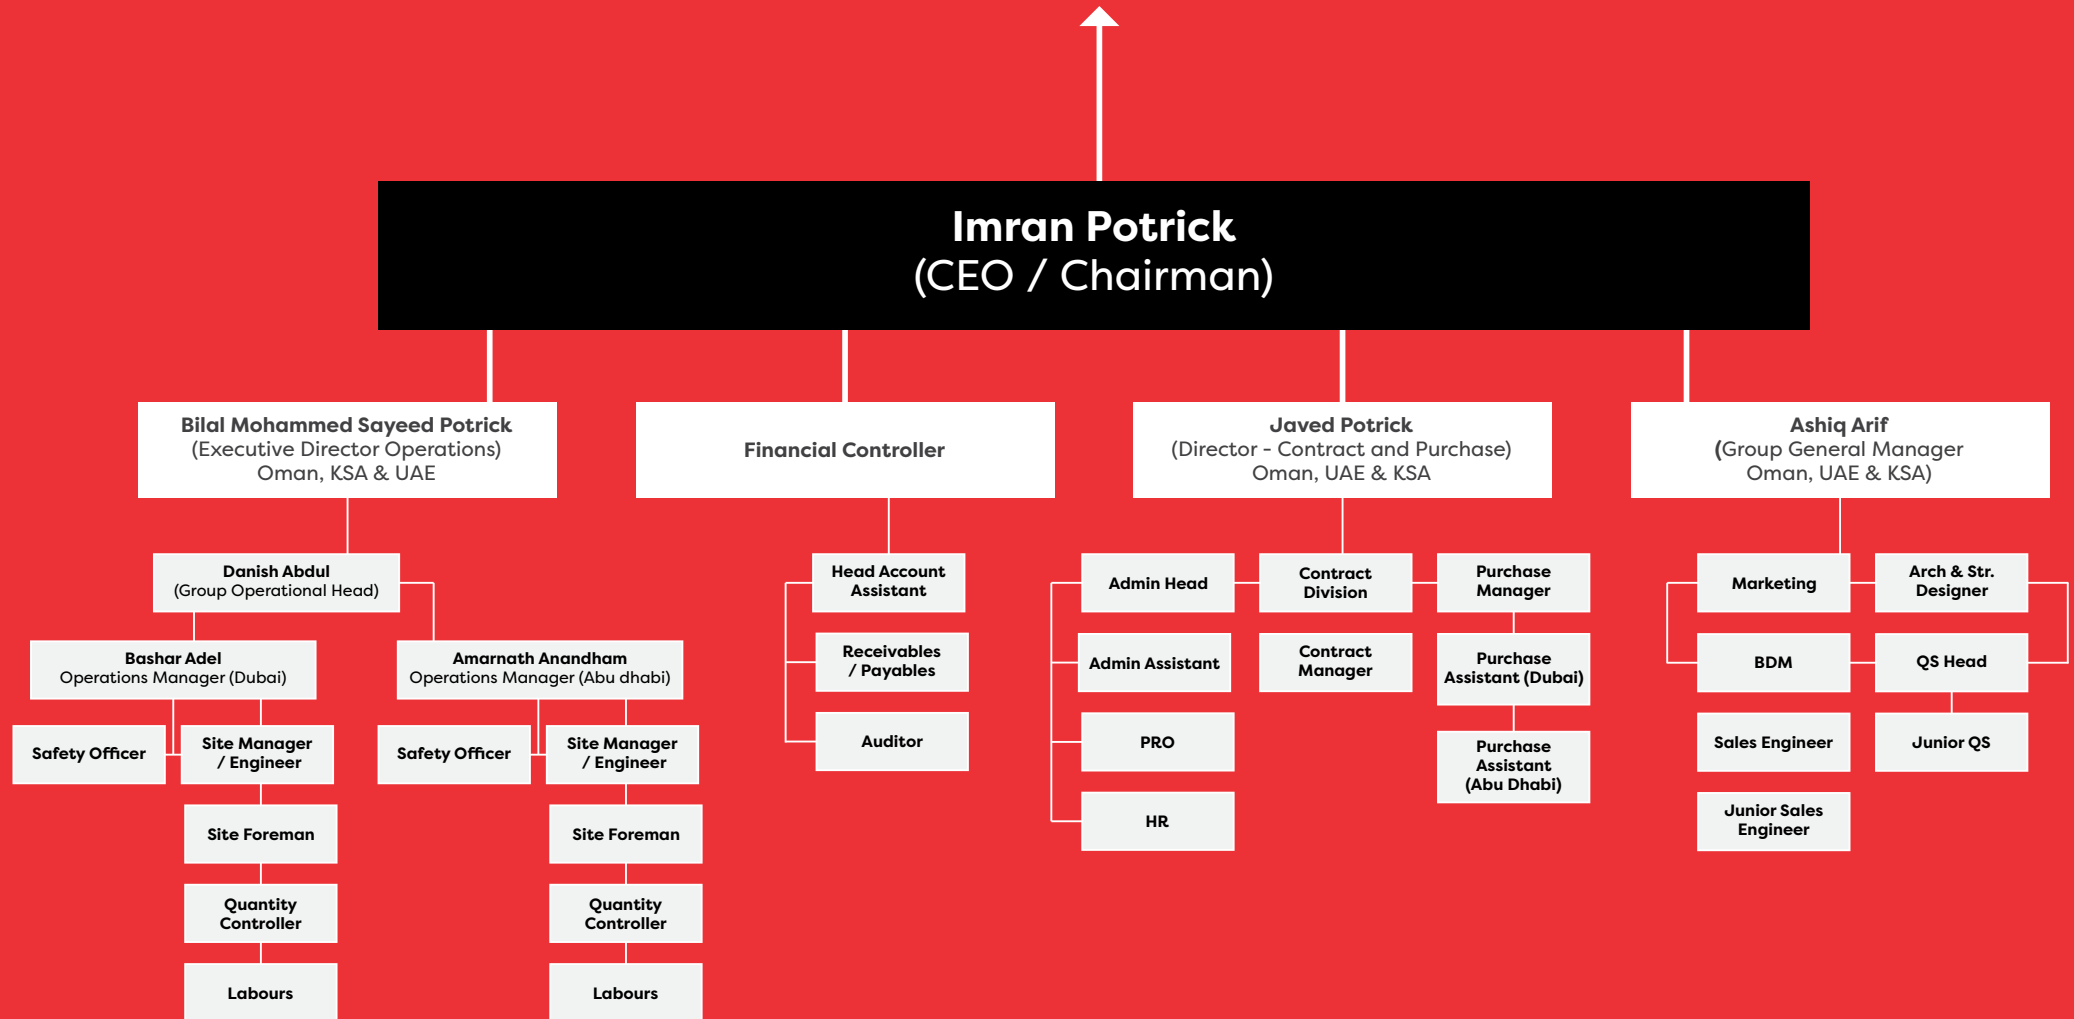 Imran Potrick
(CEO / Chairman)
Bilal Mohammed Sayeed Potrick
(Executive Director Operations)
Oman, KSA & UAE
Financial Controller
Javed Potrick
(Director - Contract and Purchase)
Oman, UAE & KSA
Ashiq Arif
(Group General Manager
Oman, UAE & KSA)
Danish Abdul
(Group Operational Head)
Bashar Adel
Operations Manager (Dubai)
Amarnath Anandham
Operations Manager (Abu dhabi)
Safety Officer
Site Manager
/ Engineer
Site Foreman
Quantity
Controller
Labours
Safety Officer
Site Manager
/ Engineer
Site Foreman
Quantity
Controller
Labours
Head Account
Assistant
Receivables
/ Payables
Auditor
Admin Head
Admin Assistant
PRO
HR
Contract
Division
Contract
Manager
Purchase
Manager
Purchase
Assistant (Dubai)
Purchase
Assistant
(Abu Dhabi)
Marketing
BDM
Sales Engineer
Junior Sales
Engineer
Arch & Str.
Designer
QS Head
Junior QS